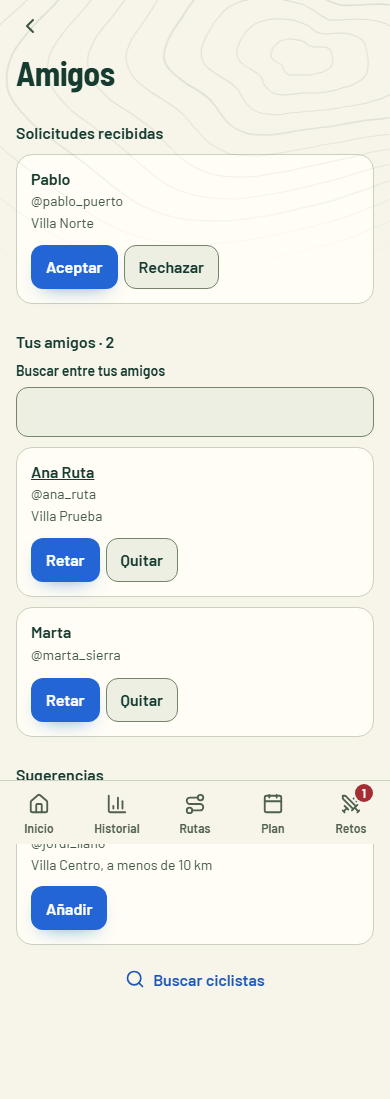 Amigos
Solicitudes recibidas
Pablo
@pablo_puerto
Villa Norte
Aceptar
Rechazar
Tus amigos · 2
Buscar entre tus amigos
Ana Ruta
@ana_ruta
Villa Prueba
Retar
Quitar
Marta
@marta_sierra
Retar
Quitar
Sugerencias
1
Inicio
Historial
Rutas
Plan
Retos
@jordi_llano
Villa Centro, a menos de 10 km
Añadir
Buscar ciclistas